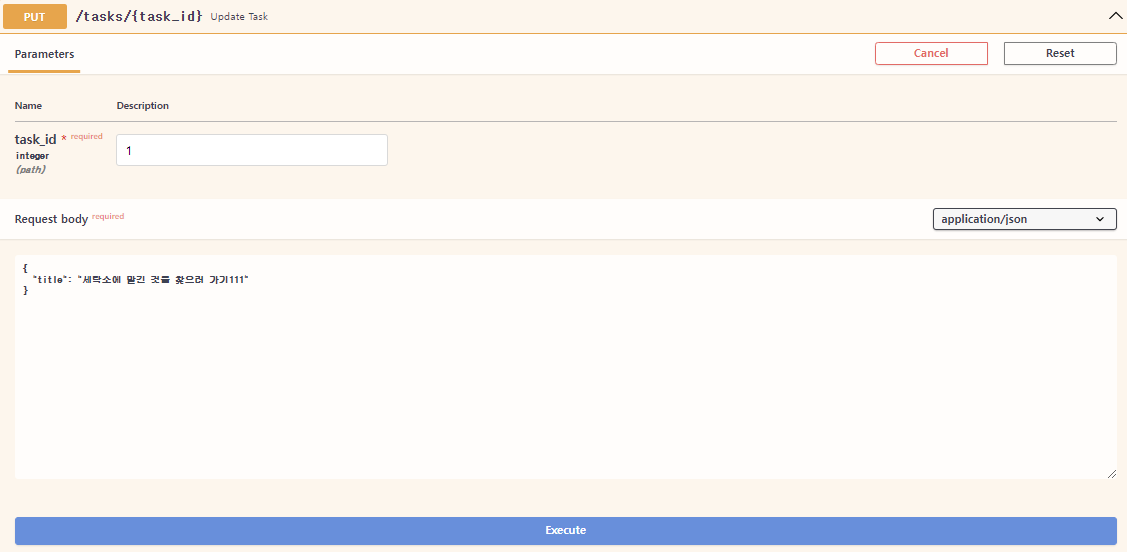 PUT /tasks/{task_id} Update Task
Parameters
Cancel
Reset
Name Description
task_id * required
integer
(path)
1
Request body required
application/json
{
"title": "세탁소에 맡긴 것을 찾으러 가기111"
}
Execute